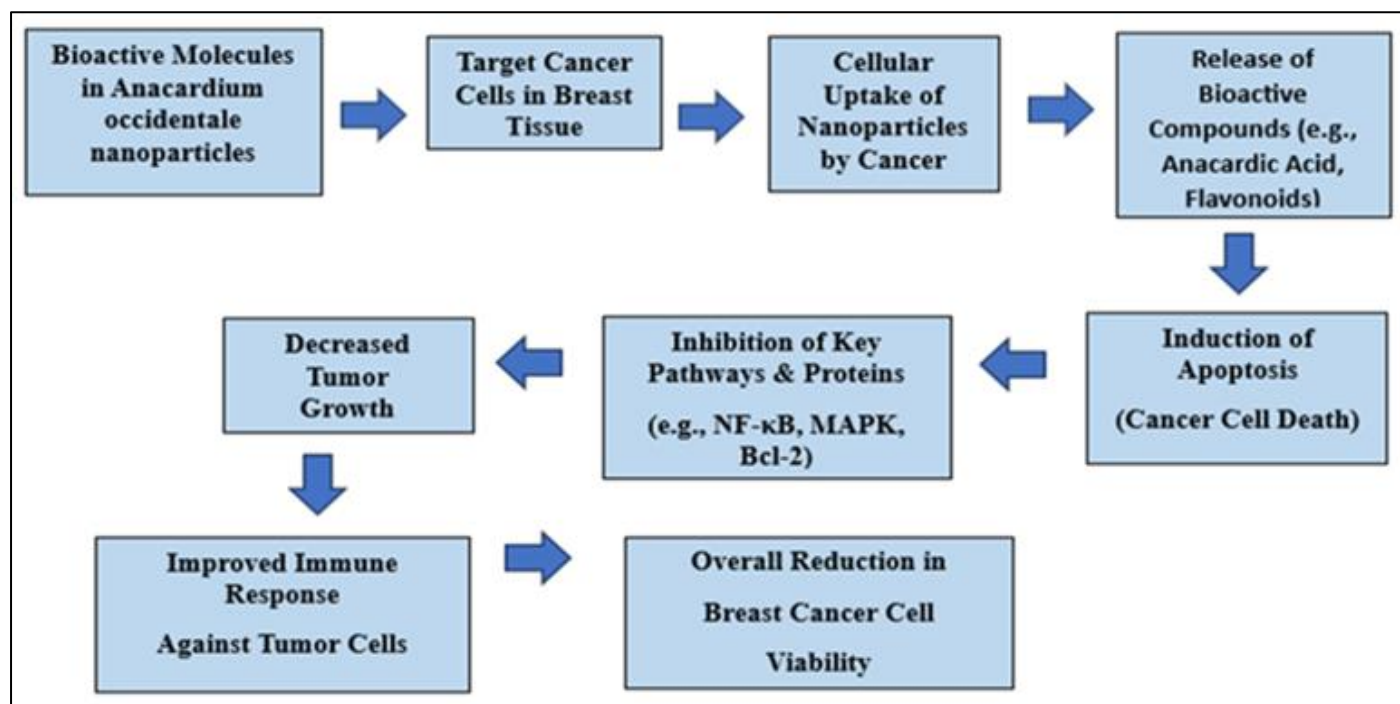 Bioactive Molecules
in Anacardium
occidentale
nanoparticles
Target Cancer
Cells in Breast
Tissue
Cellular
Uptake of
Nanoparticles
by Cancer
Release of
Bioactive
Compounds (e.g.,
Anacardic Acid,
Flavonoids)
Induction of
Apoptosis
(Cancer Cell Death)
Inhibition of Key
Pathways & Proteins
(e.g., NF-κB, MAPK,
Bcl-2)
Decreased
Tumor
Growth
Improved Immune
Response
Against Tumor Cells
Overall Reduction in
Breast Cancer Cell
Viability